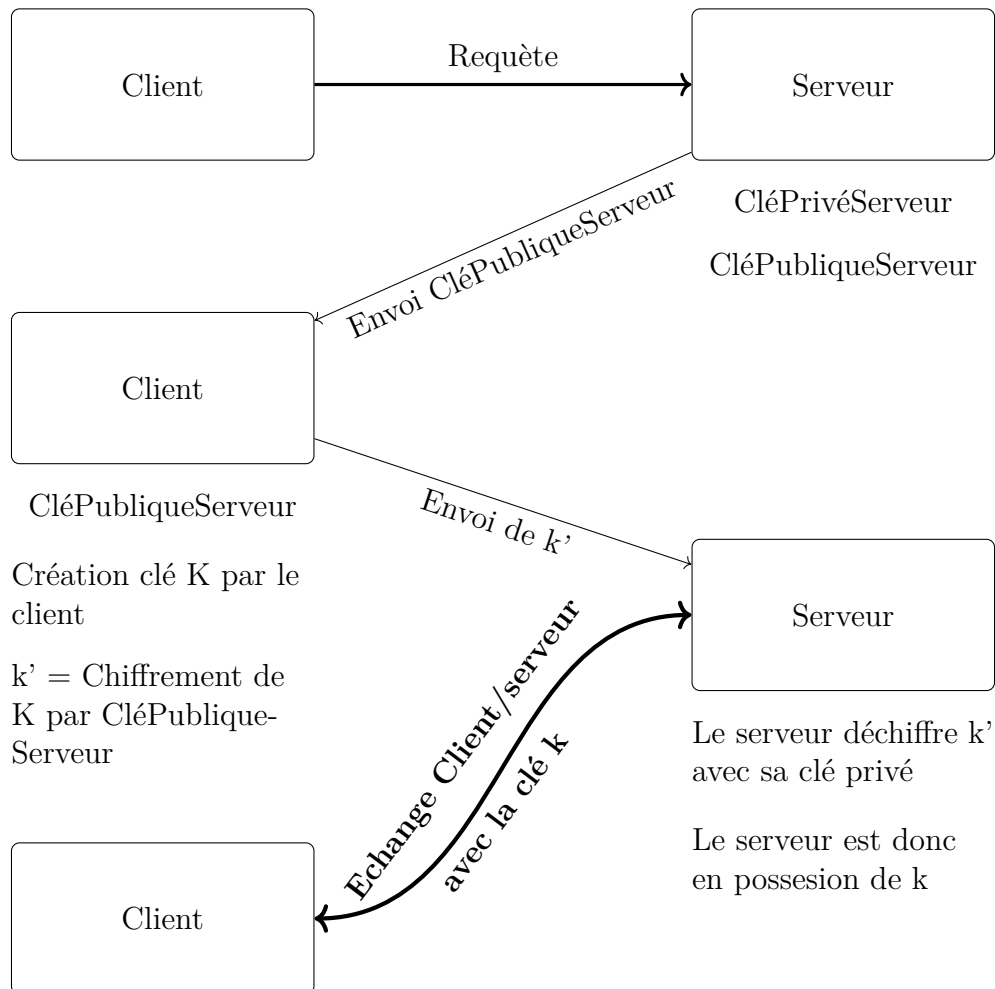 Client
Requète
Serveur
CléPrivéServeur
CléPubliqueServeur
Envoi CléPubliqueServeur
Client
CléPubliqueServeur
Création clé K par le
client
k' = Chiffrement de
K par CléPublique-
Serveur
Envoi de k'
Serveur
Le serveur déchiffre k'
avec sa clé privé
Le serveur est donc
en possesion de k
Echange Client/serveur
avec la clé k
Client